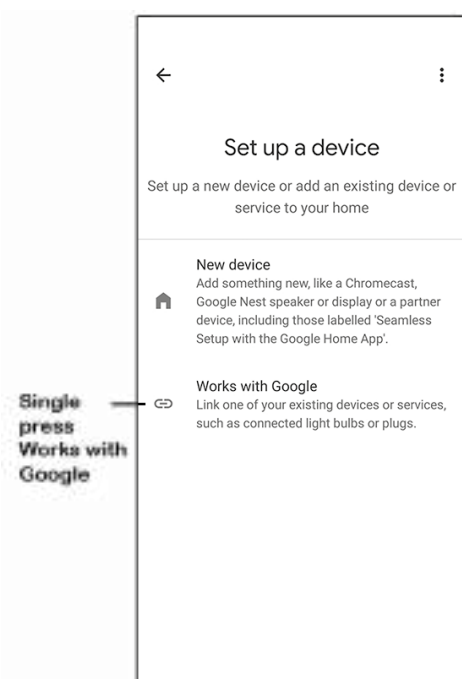 Set up a device
Set up a new device or add an existing device or
service to your home
New device
Add something new, like a Chromecast,
Google Nest speaker or display or a partner
device, including those labelled 'Seamless
Setup with the Google Home App'.
Works with Google
Link one of your existing devices or services,
such as connected light bulbs or plugs.
Single
press
Works with
Google